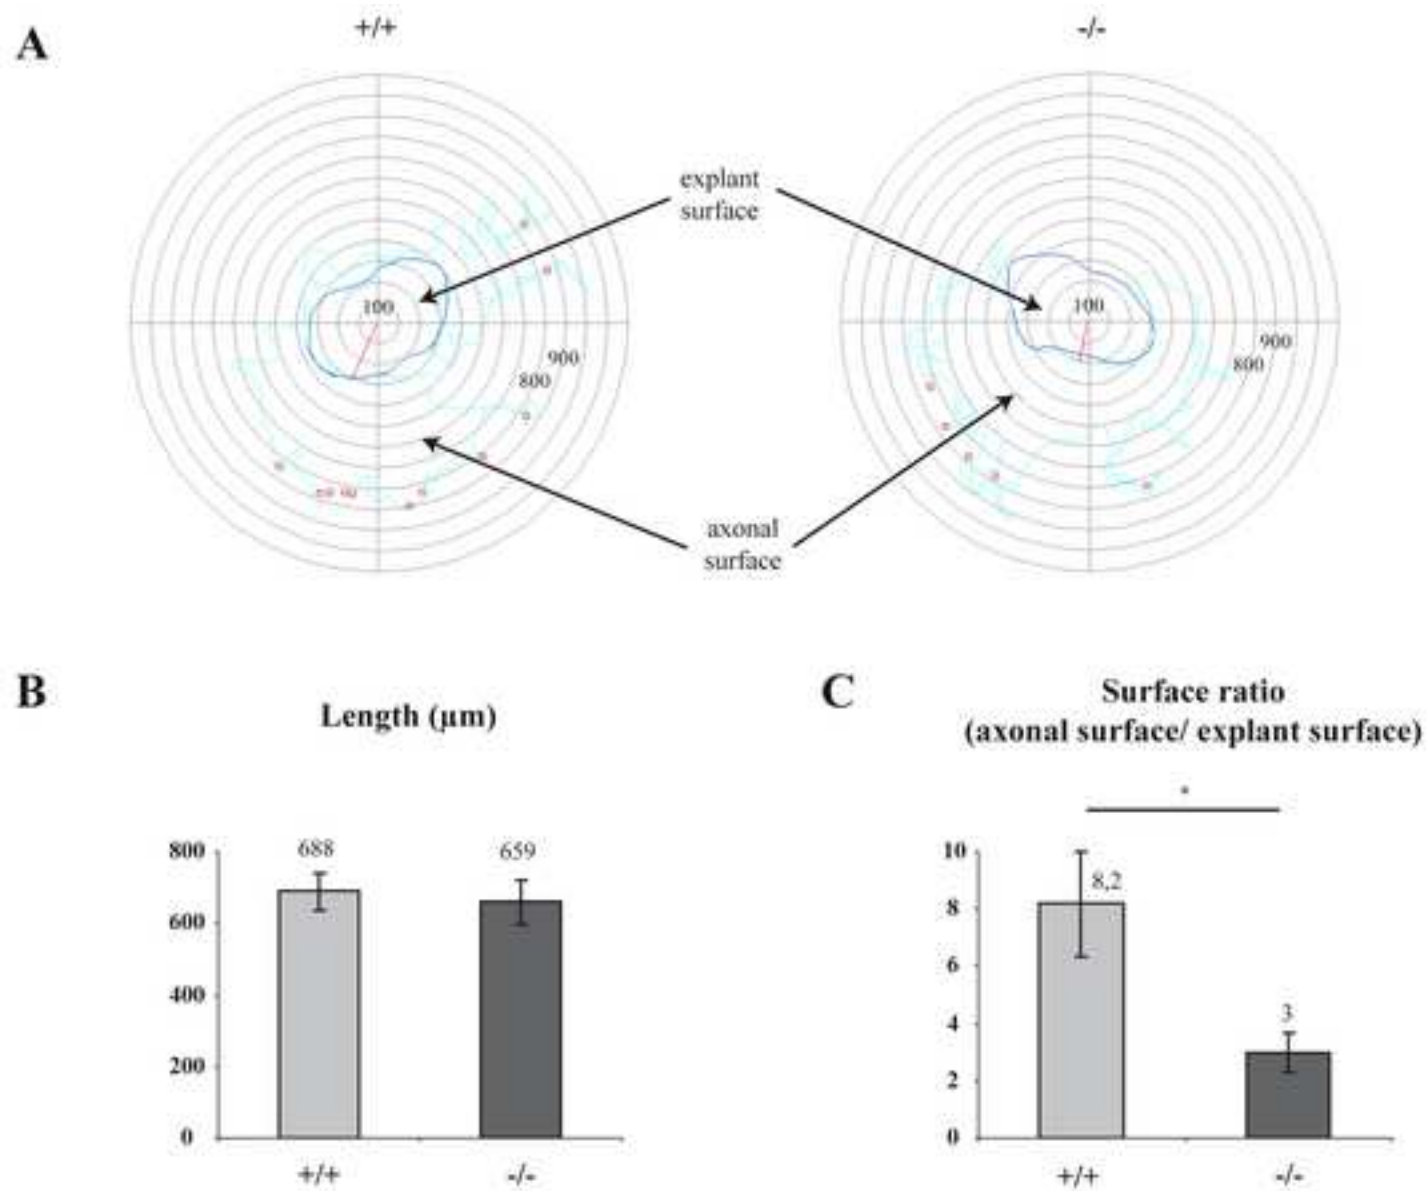 A
+/+
-/-
explant
surface
100
900
800
100
900
800
axonal
surface
B
Length (µm)
800
688
659
600
400
200
0
+/+
-/-
C
Surface ratio
(axonal surface/ explant surface)
*
10
8,2
8
6
4
3
2
0
+/+
-/-